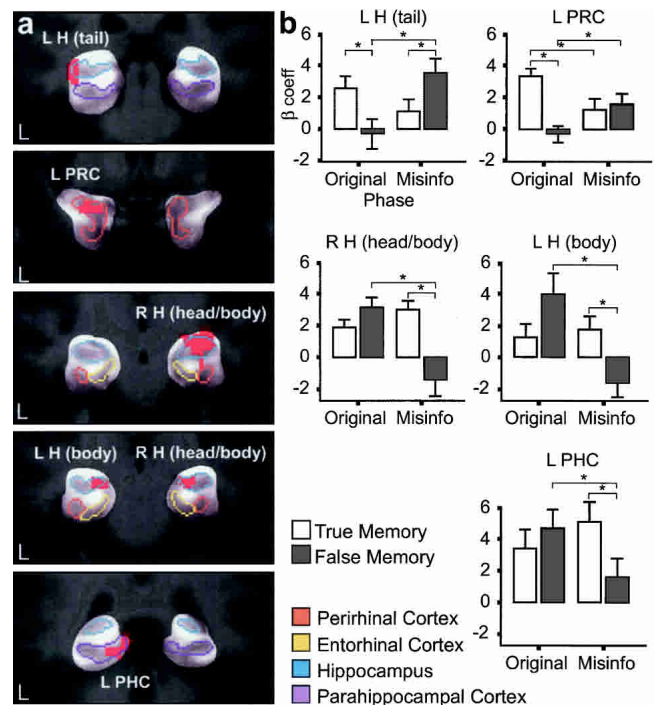 a
L H (tail)
L
L PRC
R H (head/body)
L
L H (body) R H (head/body)
L
L PHC
L
b
L H (tail)
β coeff
6
4
2
0
-2
* * *
Original Misinfo
Phase
L PRC
6
4
2
0
-2
* * *
Original Misinfo
R H (head/body)
6
4
2
0
-2
* *
Original Misinfo
L H (body)
6
4
2
0
-2
* *
Original Misinfo
L PHC
6
4
2
0
-2
* *
Original Misinfo
True Memory
False Memory
Perirhinal Cortex
Entorhinal Cortex
Hippocampus
Parahippocampal Cortex